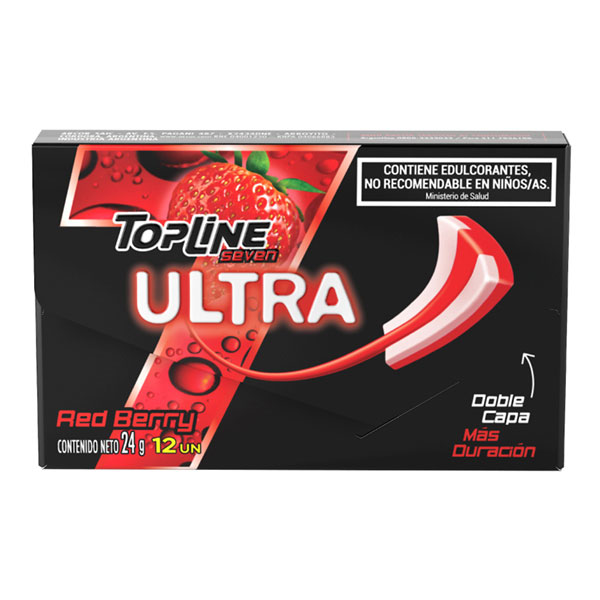 CONTIENE EDULCORANTES,
NO RECOMENDABLE EN NIÑOS/AS.
Ministerio de Salud
TOPLINE
seven
ULTRA
Doble
Capa
Más
Duración
Red Berry
CONTENIDO NETO 24 g 12 UN